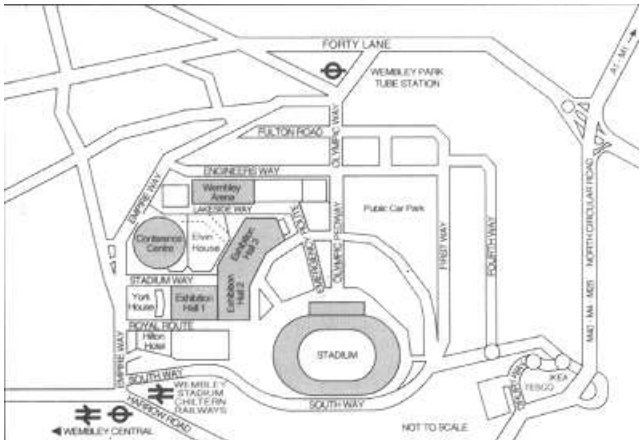 FORTY LANE
A1 - M1
WEMBLEY PARK
TUBE STATION
FULTON ROAD
OLYMPIC WAY
ENGINEERS WAY
EMPIRE WAY
Wembley
Arena
LAKESIDE WAY
Public Car Park
Conference
Centre
Elvin
House
Exhibition
Hall 3
EMERGENCY
ROUTE
OLYMPIC WAY
FIRST WAY
FOURTH WAY
M40 - M4 - M25
NORTH CIRCULAR ROAD
STADIUM WAY
York
House
Exhibition
Hall 1
Exhibition
Hall 2
ROYAL ROUTE
Hilton
Hotel
STADIUM
EMPIRE WAY
SOUTH WAY
WEMBLEY
STADIUM
CHILTERN
RAILWAYS
SOUTH WAY
IKEA
TESCO
HARROW ROAD
WEMBLEY CENTRAL
NOT TO SCALE